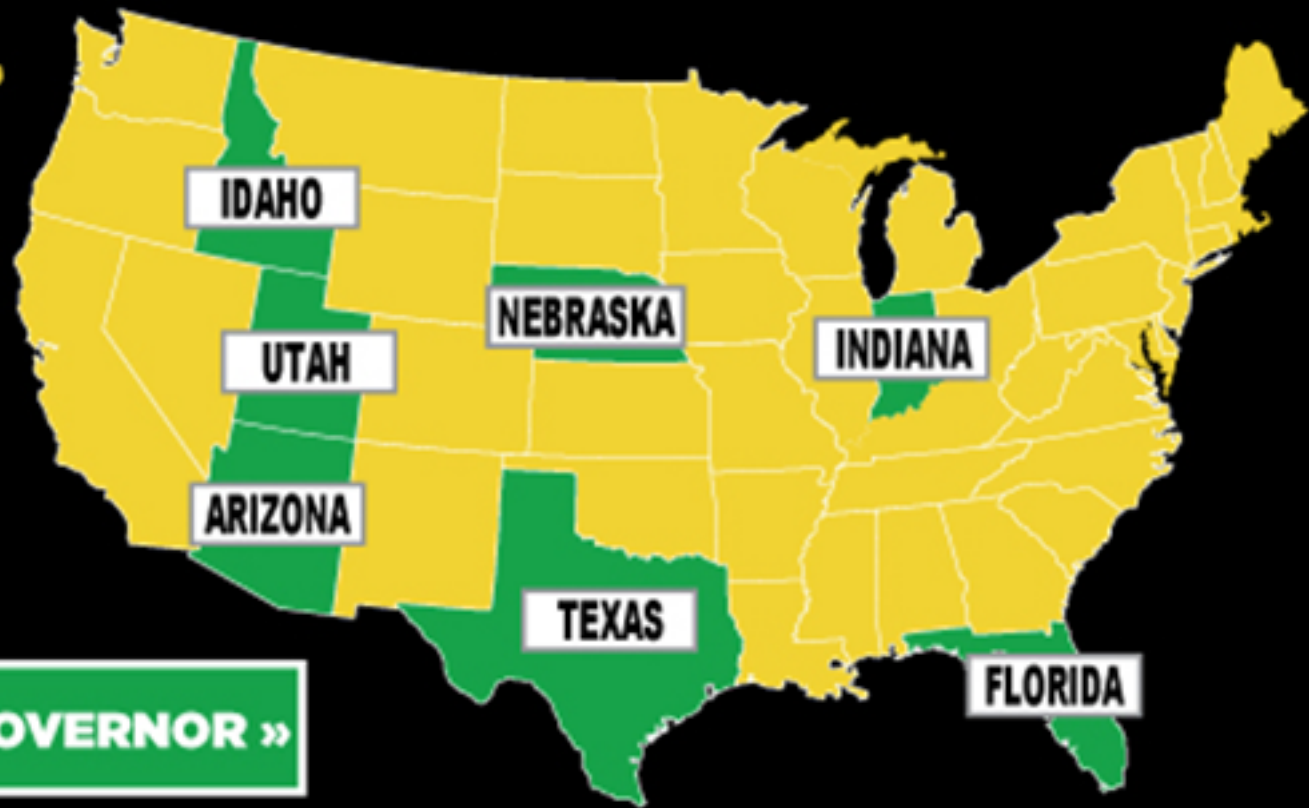 IDAHO
NEBRASKA
UTAH
INDIANA
ARIZONA
TEXAS
FLORIDA
OVERNOR »